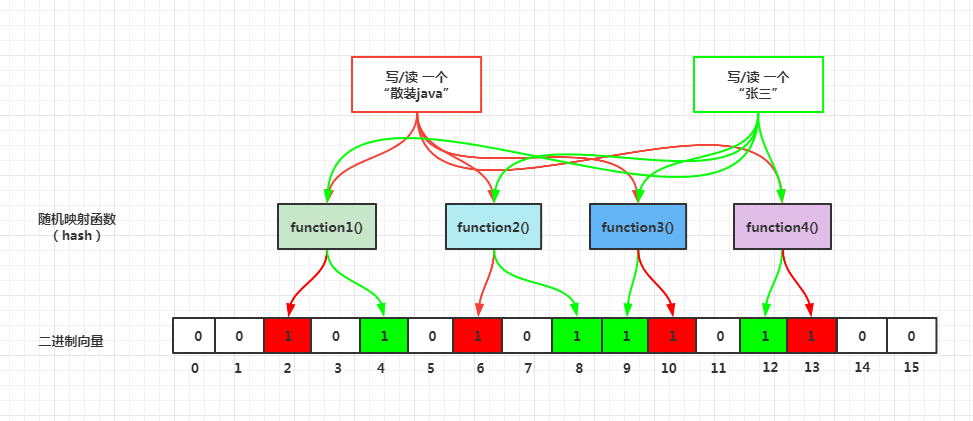 写/读 一个
“散装java”
写/读 一个
“张三”
随机映射函数
（hash）
function1()
function2()
function3()
function4()
二进制向量
0 0 1 0 1 0 1 0 1 1 1 0 1 1 0 0
0 1 2 3 4 5 6 7 8 9 10 11 12 13 14 15